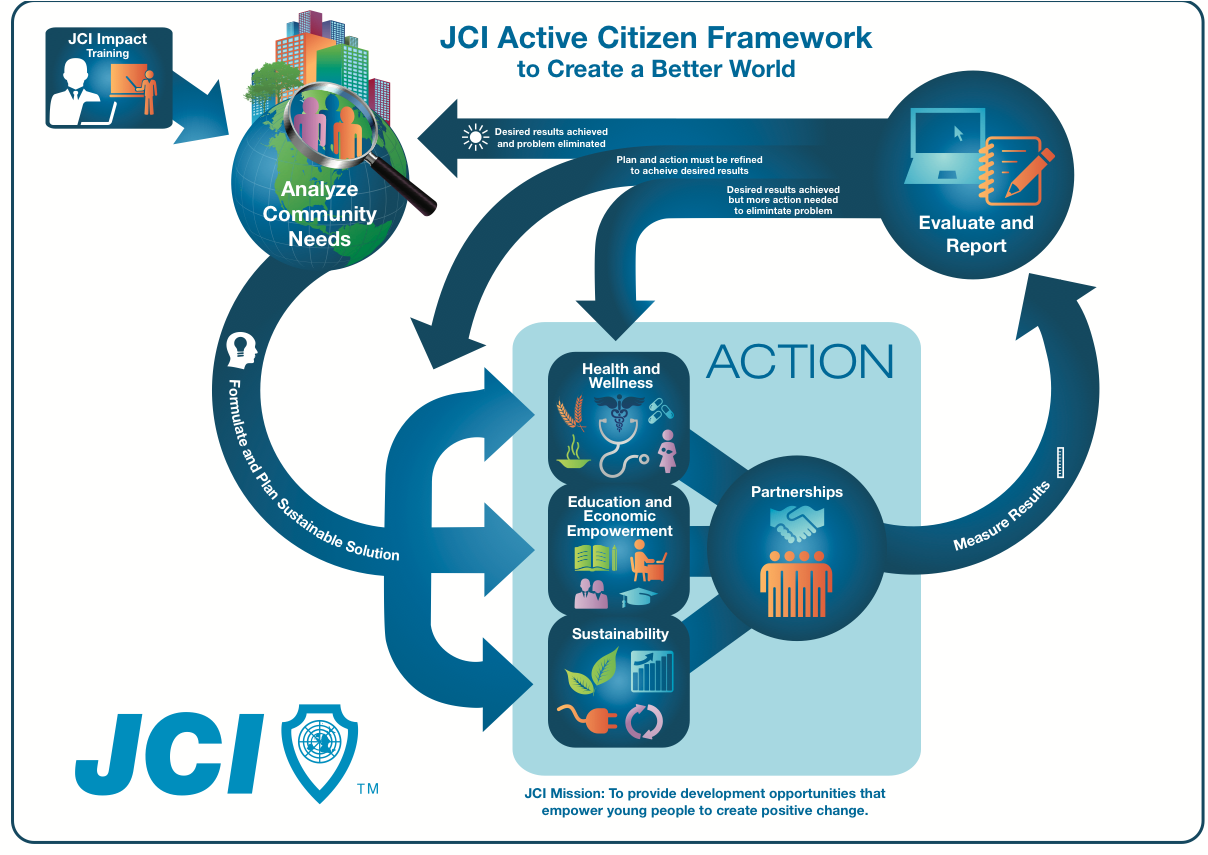 JCI Impact
Training
JCI Active Citizen Framework
to Create a Better World
Analyze
Community
Needs
Desired results achieved
and problem eliminated
Plan and action must be refined
to acheive desired results
Desired results achieved
but more action needed
to elimintate problem
Evaluate and
Report
Formulate and Plan Sustainable Solution
ACTION
Health and
Wellness
Education and
Economic
Empowerment
Sustainability
Partnerships
Measure Results
JCI
TM
JCI Mission: To provide development opportunities that
empower young people to create positive change.